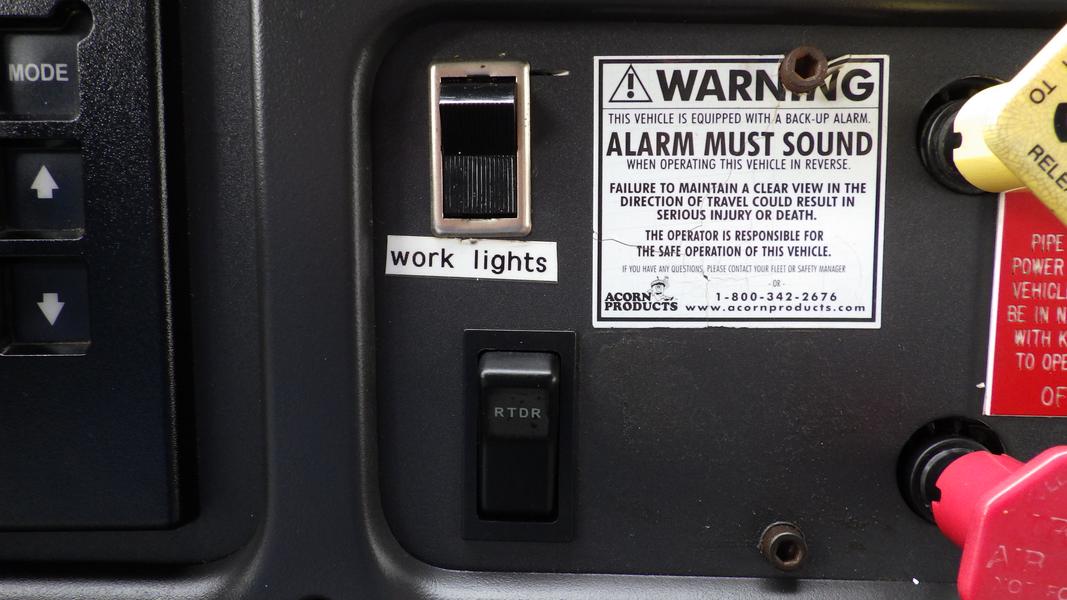 MODE
WARNING
THIS VEHICLE IS EQUIPPED WITH A BACK-UP ALARM.
ALARM MUST SOUND
WHEN OPERATING THIS VEHICLE IN REVERSE.
FAILURE TO MAINTAIN A CLEAR VIEW IN THE
DIRECTION OF TRAVEL COULD RESULT IN
SERIOUS INJURY OR DEATH.
THE OPERATOR IS RESPONSIBLE FOR
THE SAFE OPERATION OF THIS VEHICLE.
IF YOU HAVE ANY QUESTIONS, PLEASE CONTACT YOUR FLEET OR SAFETY MANAGER
- OR -
ACORN
PRODUCTS
1-800-342-2676
www.acornproducts.com
work lights
RTDR
TO
PIPE
POWER
BE IN
WITH
TO
AIR
NOT